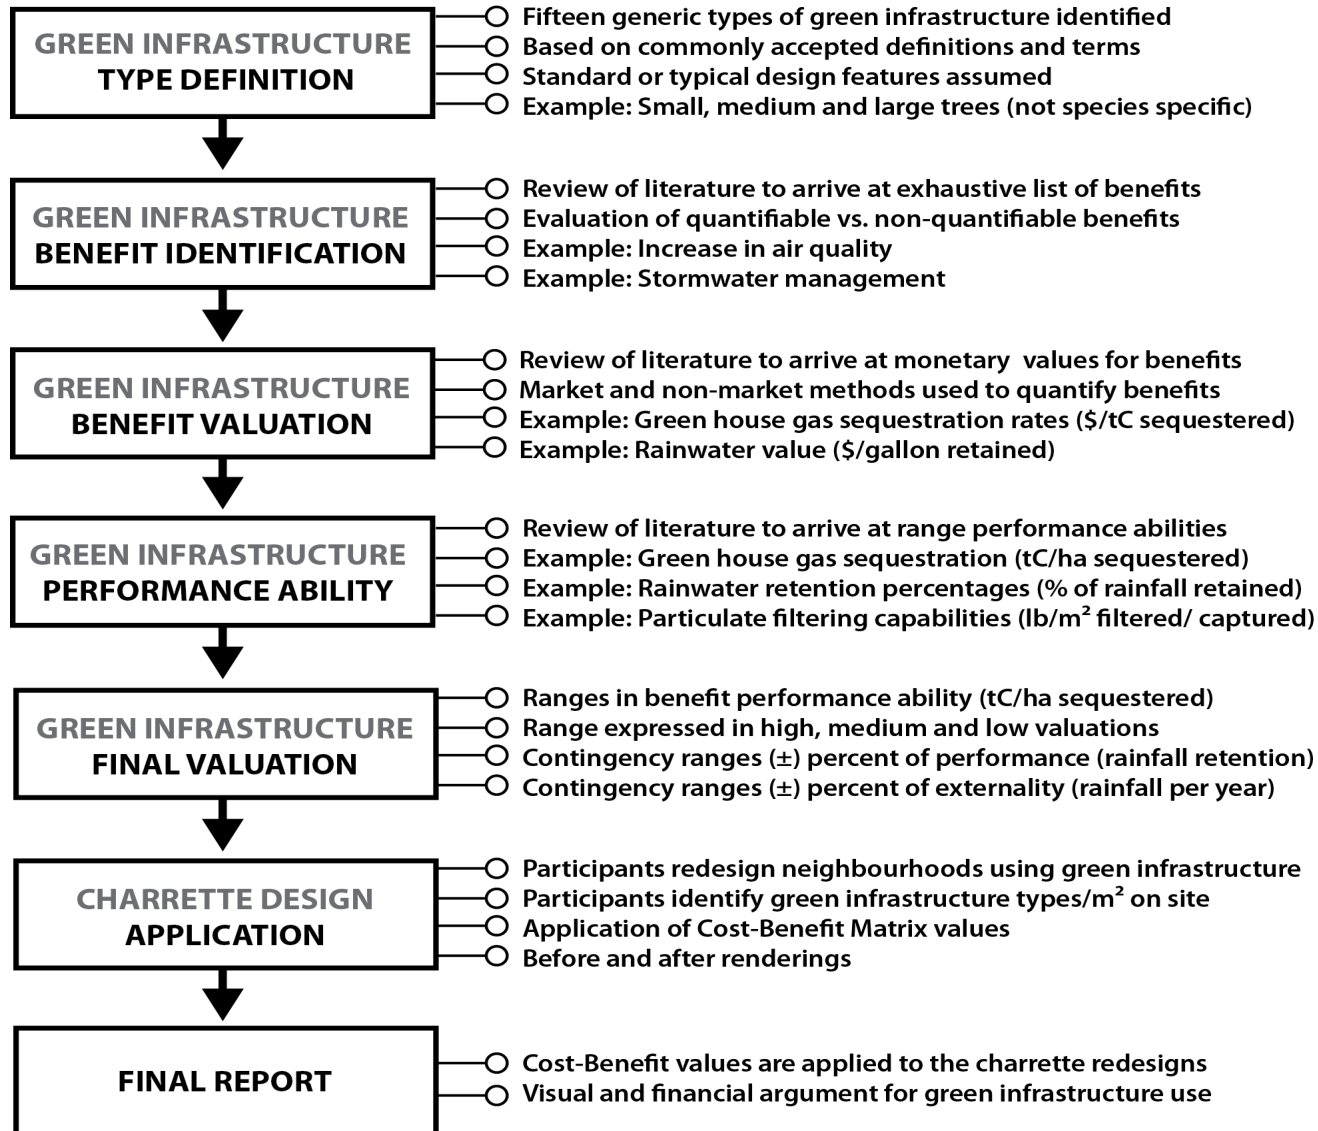 GREEN INFRASTRUCTURE
TYPE DEFINITION
Fifteen generic types of green infrastructure identified
Based on commonly accepted definitions and terms
Standard or typical design features assumed
Example: Small, medium and large trees (not species specific)
GREEN INFRASTRUCTURE
BENEFIT IDENTIFICATION
Review of literature to arrive at exhaustive list of benefits
Evaluation of quantifiable vs. non-quantifiable benefits
Example: Increase in air quality
Example: Stormwater management
GREEN INFRASTRUCTURE
BENEFIT VALUATION
Review of literature to arrive at monetary  values for benefits
Market and non-market methods used to quantify benefits
Example: Green house gas sequestration rates ($/tC sequestered)
Example: Rainwater value ($/gallon retained)
GREEN INFRASTRUCTURE
PERFORMANCE ABILITY
Review of literature to arrive at range performance abilities
Example: Green house gas sequestration (tC/ha sequestered)
Example: Rainwater retention percentages (% of rainfall retained)
Example: Particulate filtering capabilities (lb/m² filtered/ captured)
GREEN INFRASTRUCTURE
FINAL VALUATION
Ranges in benefit performance ability (tC/ha sequestered)
Range expressed in high, medium and low valuations
Contingency ranges (±) percent of performance (rainfall retention)
Contingency ranges (±) percent of externality (rainfall per year)
CHARRETTE DESIGN
APPLICATION
Participants redesign neighbourhoods using green infrastructure
Participants identify green infrastructure types/m² on site
Application of Cost-Benefit Matrix values
Before and after renderings
FINAL REPORT
Cost-Benefit values are applied to the charrette redesigns
Visual and financial argument for green infrastructure use